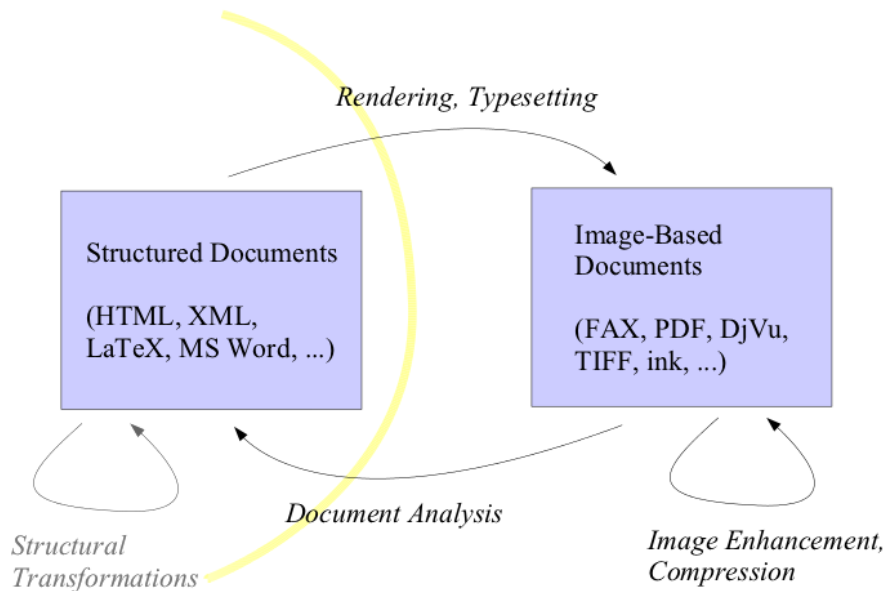 Rendering, Typesetting
Structured Documents
(HTML, XML,
LaTeX, MS Word, ...)
Image-Based
Documents
(FAX, PDF, DjVu,
TIFF, ink, ...)
Document Analysis
Structural
Transformations
Image Enhancement,
Compression